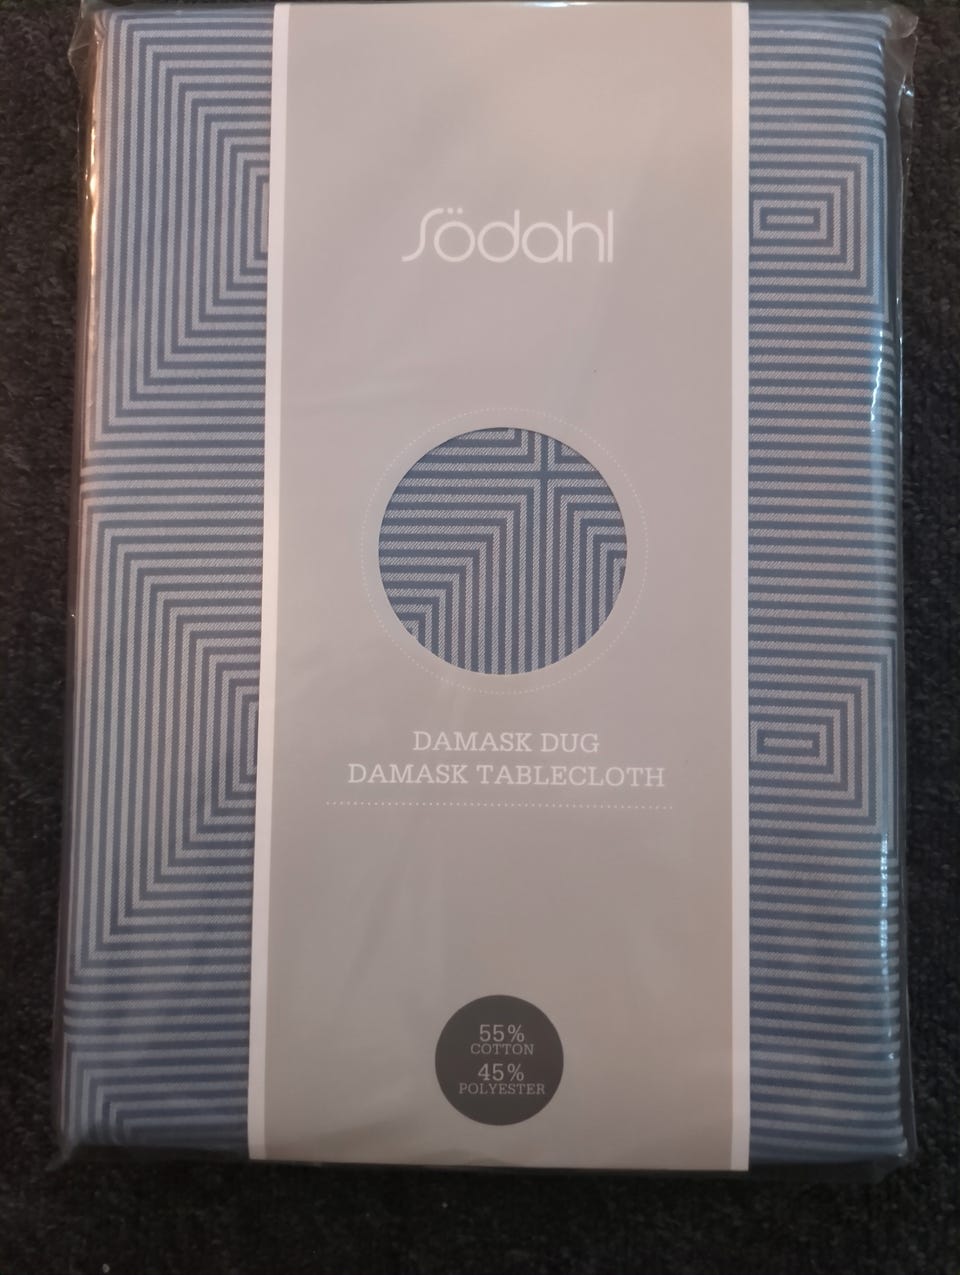 Södahl
DAMASK DUG
DAMASK TABLECLOTH
55%
COTTON
45%
POLYESTER